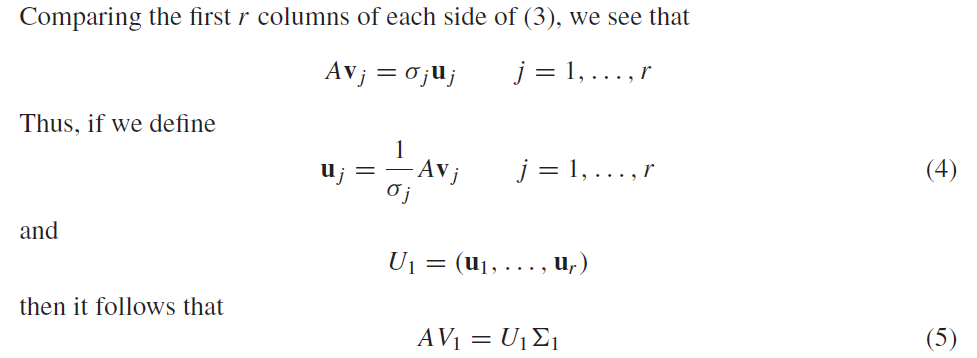 Comparing the first r columns of each side of (3), we see that
Av_j = σ_j u_j    j = 1, . . . , r
Thus, if we define
u_j = \frac{1}{σ_j} Av_j    j = 1, . . . , r    (4)
and
U_1 = (u_1, . . . , u_r)
then it follows that
AV_1 = U_1 Σ_1    (5)